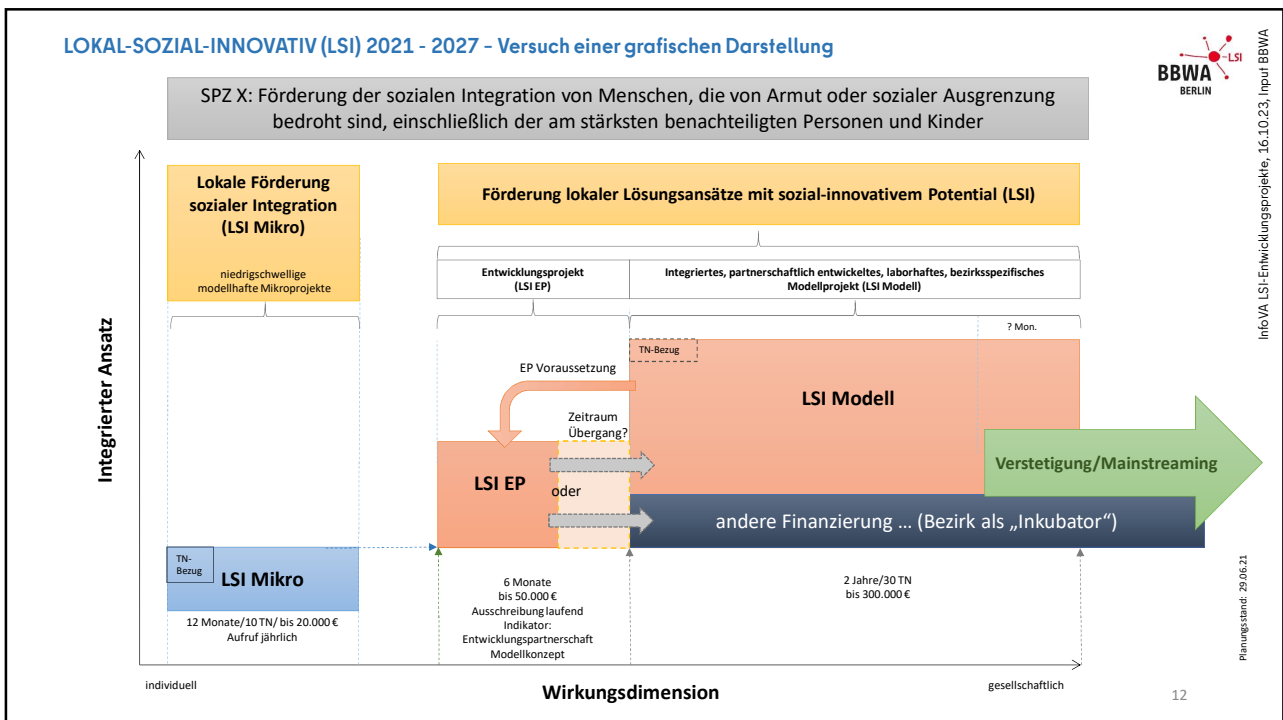 LOKAL-SOZIAL-INNOVATIV (LSI) 2021 - 2027 – Versuch einer grafischen Darstellung
LSI
BBWA
BERLIN
InfoVA LSI-Entwicklungsprojekte, 16.10.23, Input BBWA
SPZ X: Förderung der sozialen Integration von Menschen, die von Armut oder sozialer Ausgrenzung
bedroht sind, einschließlich der am stärksten benachteiligten Personen und Kinder
Lokale Förderung
sozialer Integration
(LSI Mikro)
niedrigschwellige
modellhafte Mikroprojekte
Förderung lokaler Lösungsansätze mit sozial-innovativem Potential (LSI)
Entwicklungsprojekt
(LSI EP)
Integriertes, partnerschaftlich entwickeltes, laborhaftes, bezirksspezifisches
Modellprojekt (LSI Modell)
? Mon.
TN-Bezug
EP Voraussetzung
LSI Modell
Zeitraum
Übergang?
Integrierter Ansatz
LSI EP
oder
Verstetigung/Mainstreaming
andere Finanzierung ... (Bezirk als „Inkubator“)
TN-
Bezug
LSI Mikro
12 Monate/10 TN/ bis 20.000 €
Aufruf jährlich
6 Monate
bis 50.000 €
Ausschreibung laufend
Indikator:
Entwicklungspartnerschaft
Modellkonzept
2 Jahre/30 TN
bis 300.000 €
Planungsstand: 29.06.21
individuell
Wirkungsdimension
gesellschaftlich
12